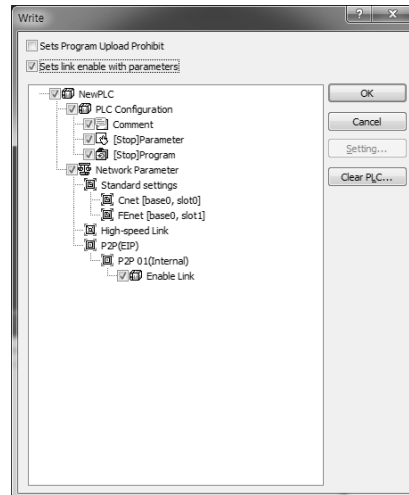 Write
Sets Program Upload Prohibit
Sets link enable with parameters
NewPLC
PLC Configuration
Comment
[Stop]Parameter
[Stop]Program
Network Parameter
Standard settings
Cnet [base0, slot0]
FEnet [base0, slot1]
High-speed Link
P2P(EIP)
P2P 01(Internal)
Enable Link
OK
Cancel
Setting...
Clear PLC...